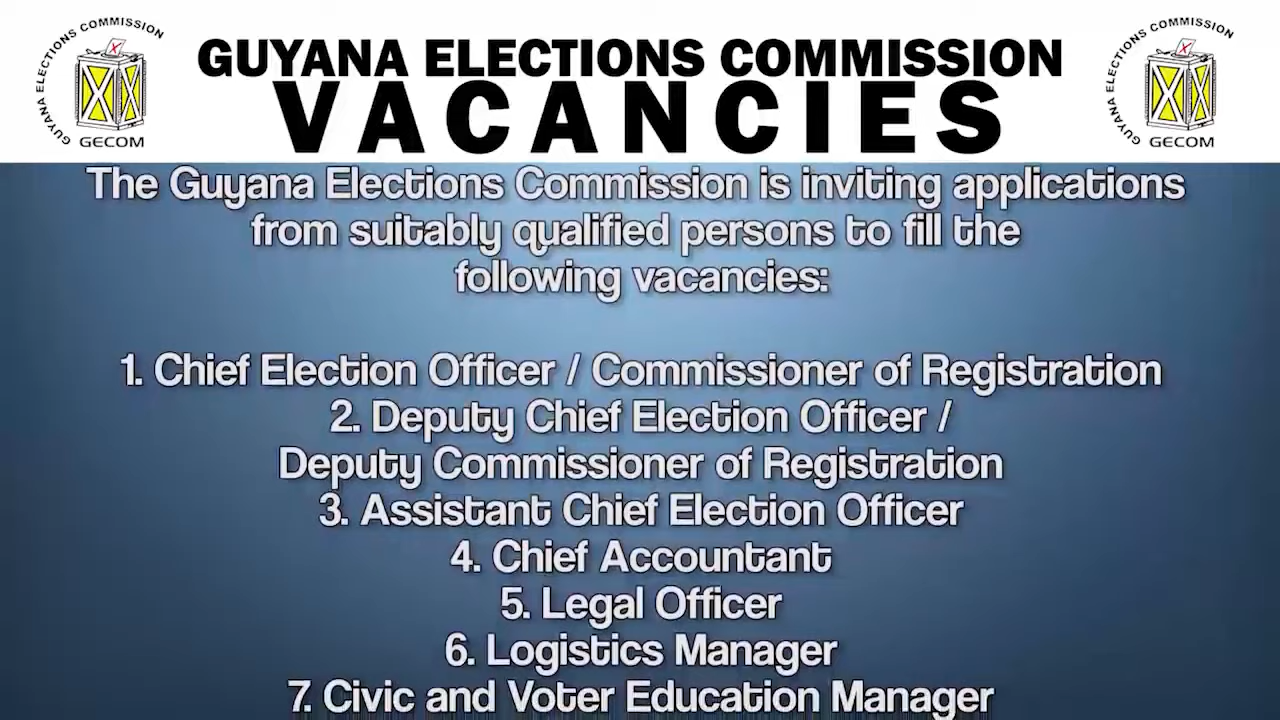 GUYANA ELECTIONS COMMISSION
GECOM
GUYANA ELECTIONS COMMISSION
VACANCIES
GUYANA ELECTIONS COMMISSION
GECOM
The Guyana Elections Commission is inviting applications
from suitably qualified persons to fill the
following vacancies:
1. Chief Election Officer / Commissioner of Registration
2. Deputy Chief Election Officer /
Deputy Commissioner of Registration
3. Assistant Chief Election Officer
4. Chief Accountant
5. Legal Officer
6. Logistics Manager
7. Civic and Voter Education Manager